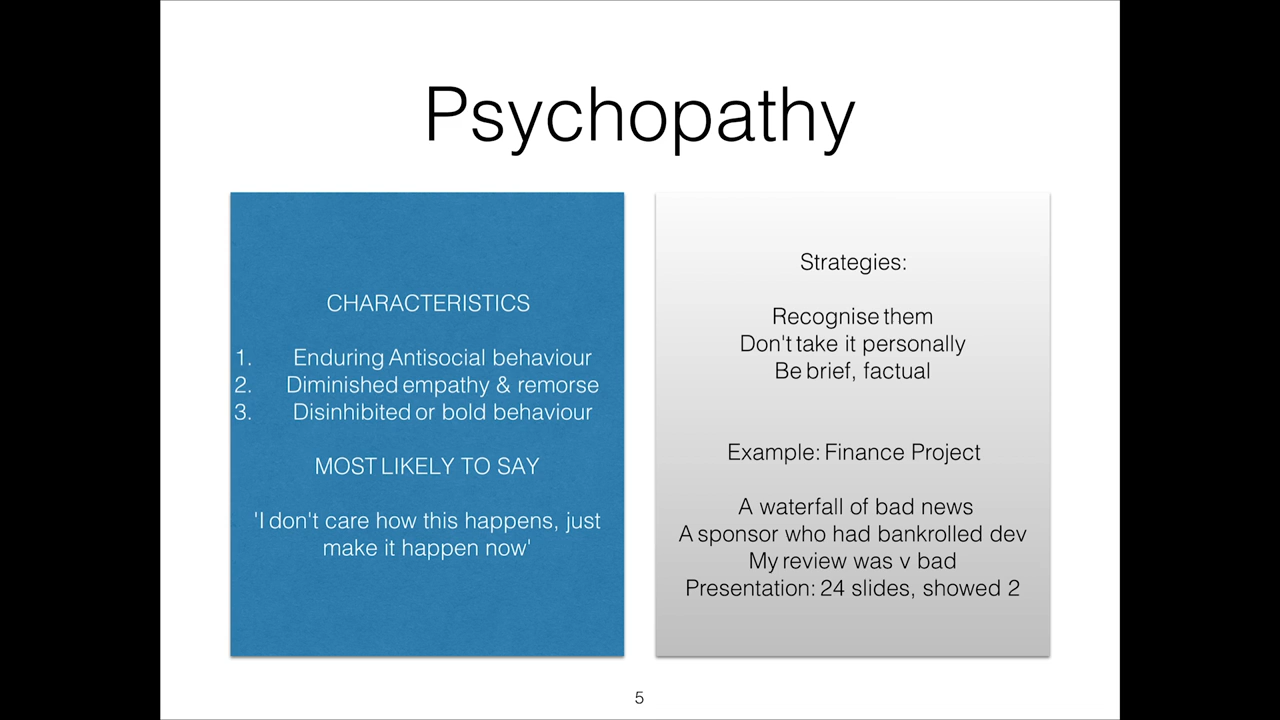 Psychopathy
CHARACTERISTICS
1. Enduring Antisocial behaviour
2. Diminished empathy & remorse
3. Disinhibited or bold behaviour
MOST LIKELY TO SAY
'I don't care how this happens, just
make it happen now'
Strategies:
Recognise them
Don't take it personally
Be brief, factual
Example: Finance Project
A waterfall of bad news
A sponsor who had bankrolled dev
My review was v bad
Presentation: 24 slides, showed 2
5